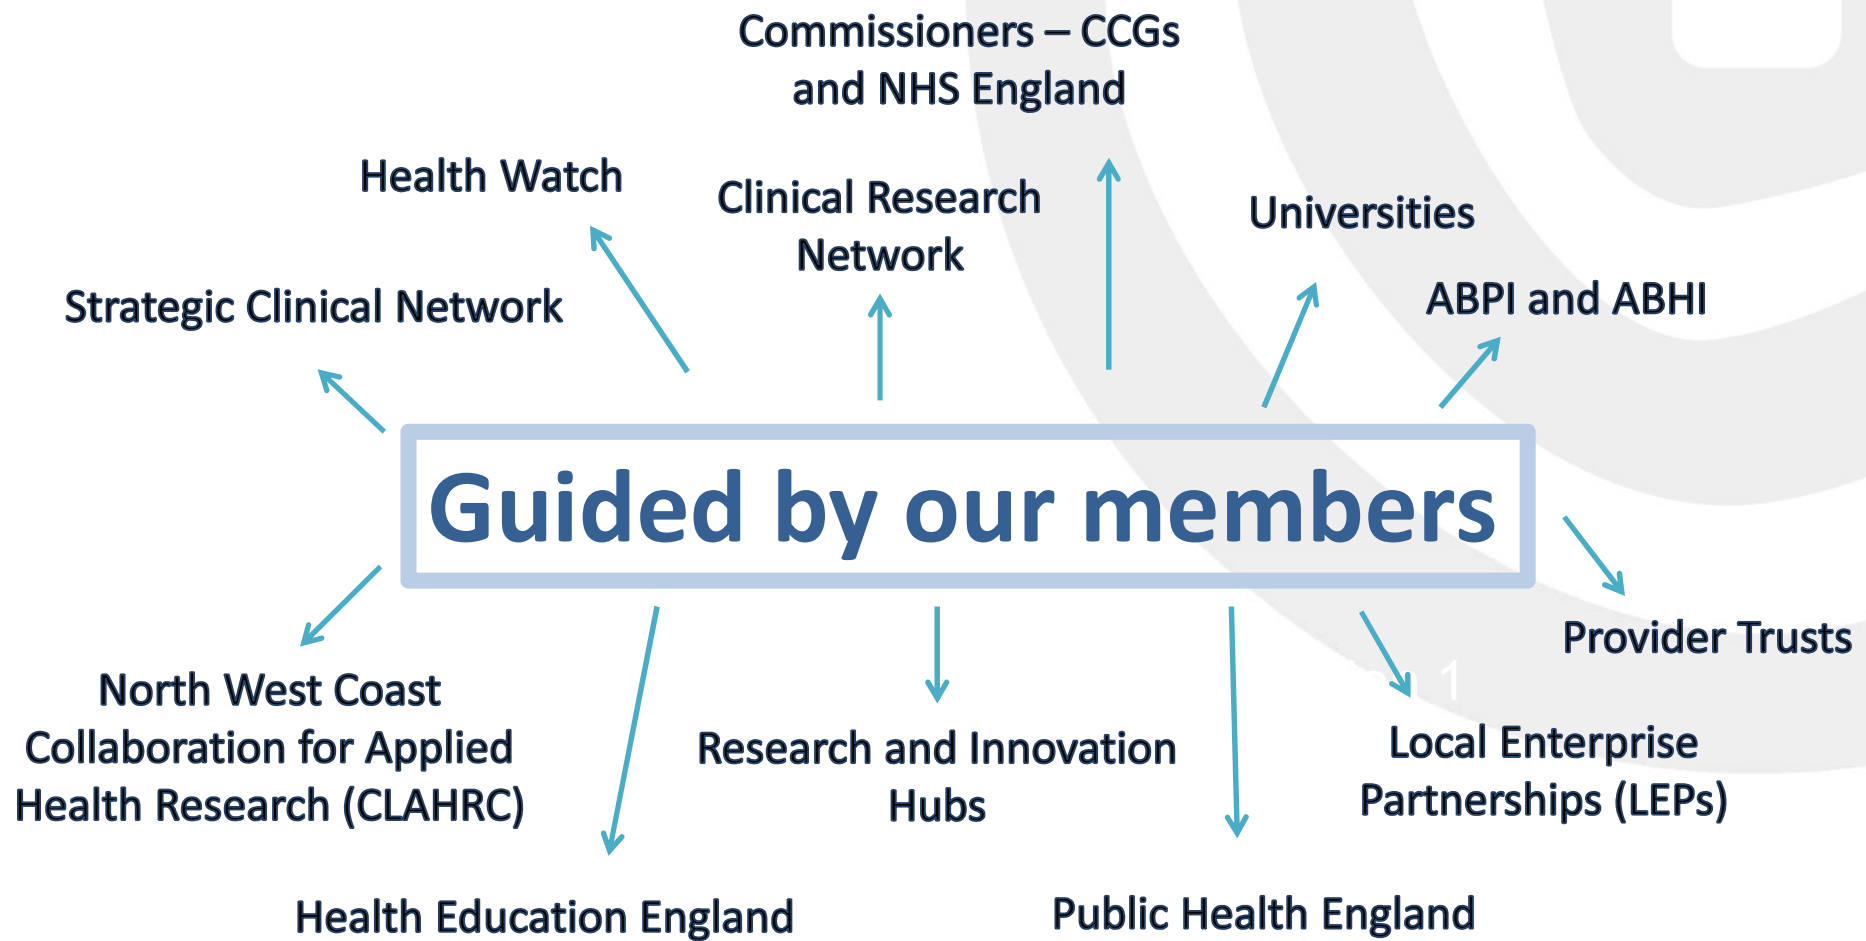 Commissioners – CCGs
and NHS England
Health Watch
Clinical Research
Network
Universities
Strategic Clinical Network
ABPI and ABHI
Guided by our members
Provider Trusts
North West Coast
Collaboration for Applied
Health Research (CLAHRC)
Research and Innovation
Hubs
Local Enterprise
Partnerships (LEPs)
Health Education England
Public Health England
1